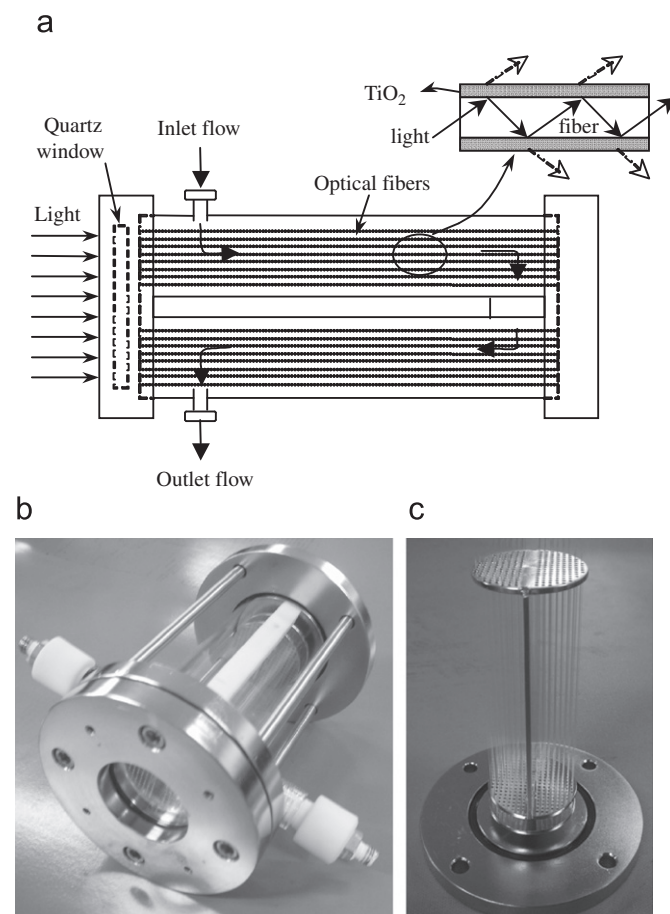 a
TiO2
light
fiber
Quartz
window
Inlet flow
Optical fibers
Light
Outlet flow
b
c